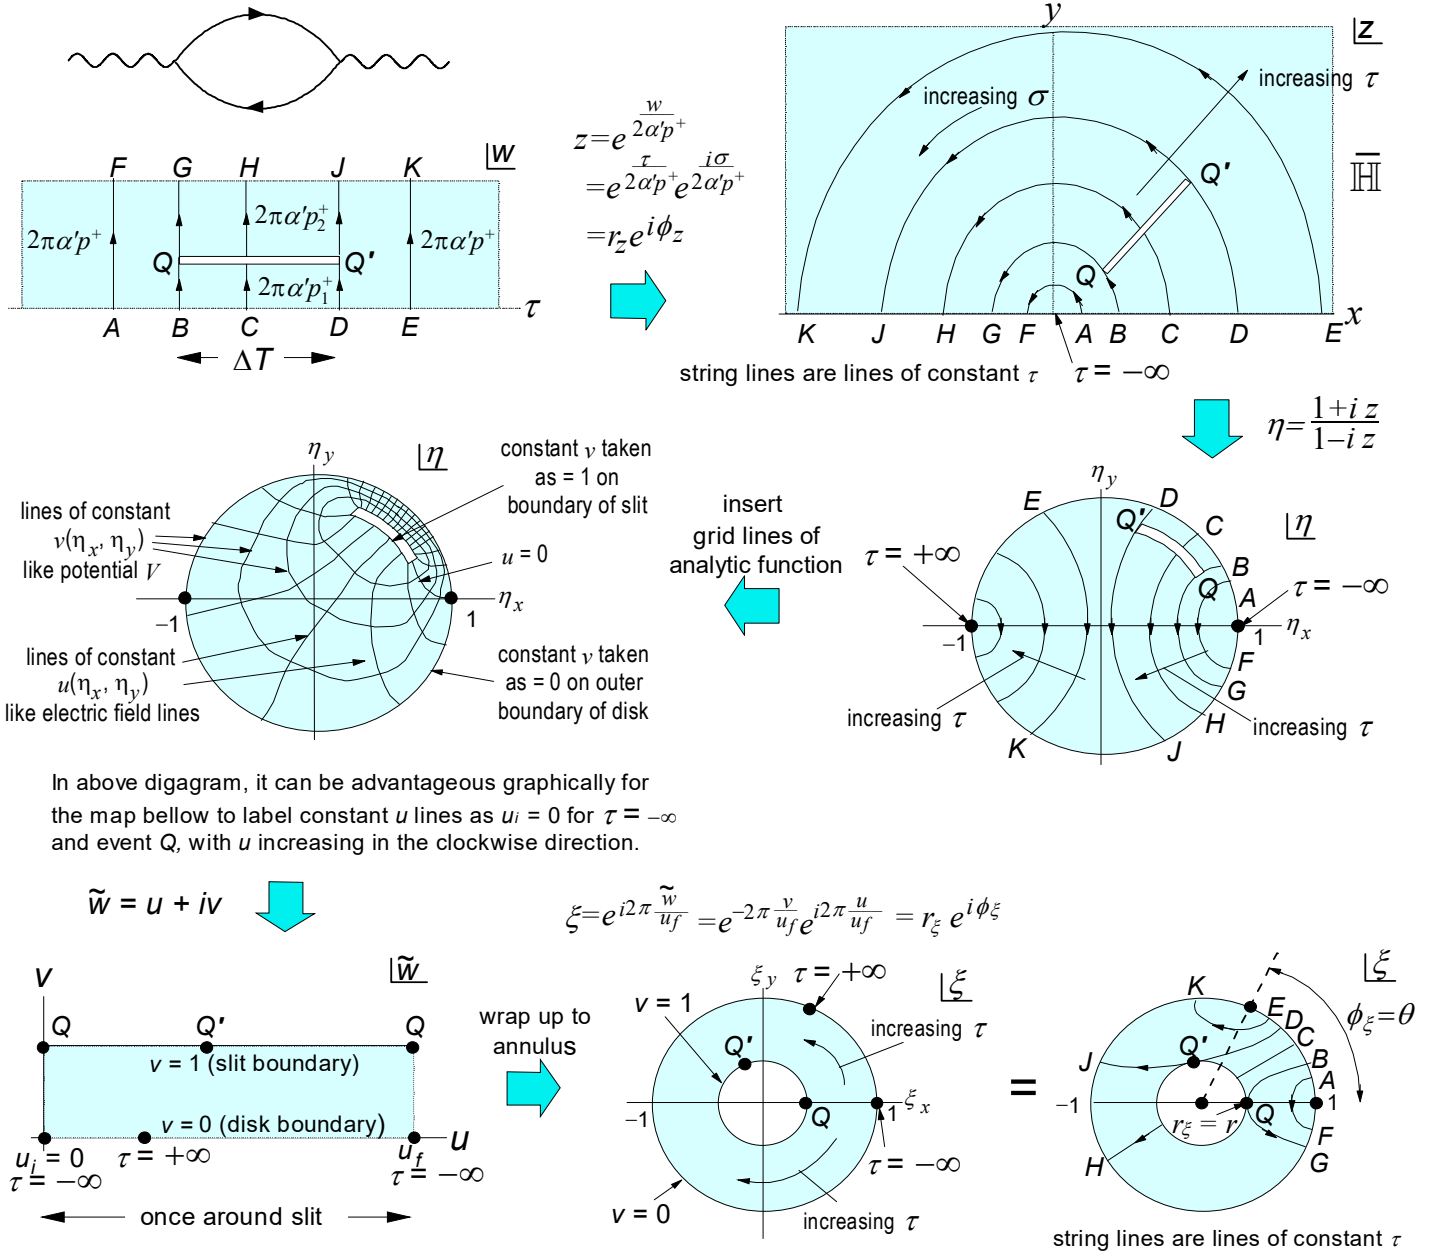 F G H J K
w
2πα'p⁺
2πα'p₂⁺
2πα'p⁺
Q Q'
2πα'p₁⁺
τ
A B C D E
ΔT
z=e^{w/2α'p⁺}
=e^{τ/2α'p⁺}e^{iσ/2α'p⁺}
=r_z e^{iϕ_z}
y
z
increasing τ
increasing σ
ℍ̅
Q'
Q
x
K J H G F A B C D E
string lines are lines of constant τ
τ = −∞
η=(1+i z)/(1−i z)
η_y
η
constant v taken
as = 1 on
boundary of slit
lines of constant
v(η_x, η_y)
like potential V
u = 0
η_x
−1
1
lines of constant
u(η_x, η_y)
like electric field lines
constant v taken
as = 0 on outer
boundary of disk
insert
grid lines of
analytic function
η_y
η
E
D
Q'
C
B
Q
A
τ = +∞
τ = −∞
−1
1
η_x
F
G
H
J
K
increasing τ
increasing τ
In above digagram, it can be advantageous graphically for
the map bellow to label constant u lines as uᵢ = 0 for τ = −∞
and event Q, with u increasing in the clockwise direction.
w̃ = u + iv
ξ=e^{i2π w̃/u_f} =e^{−2π v/u_f}e^{i2π u/u_f} = r_ξ e^{iϕ_ξ}
v
w̃
Q Q' Q
v = 1 (slit boundary)
v = 0 (disk boundary)
u
u_i = 0
τ = −∞
τ = +∞
u_f
τ = −∞
once around slit
wrap up to
annulus
ξ_y
τ = +∞
ξ
v = 1
increasing τ
Q'
−1
Q
1
ξ_x
τ = −∞
v = 0
increasing τ
=
ξ
K
E
D
C
B
A
ϕ_ξ=θ
J
Q'
−1
Q
1
r_ξ = r
F
G
H
string lines are lines of constant τ